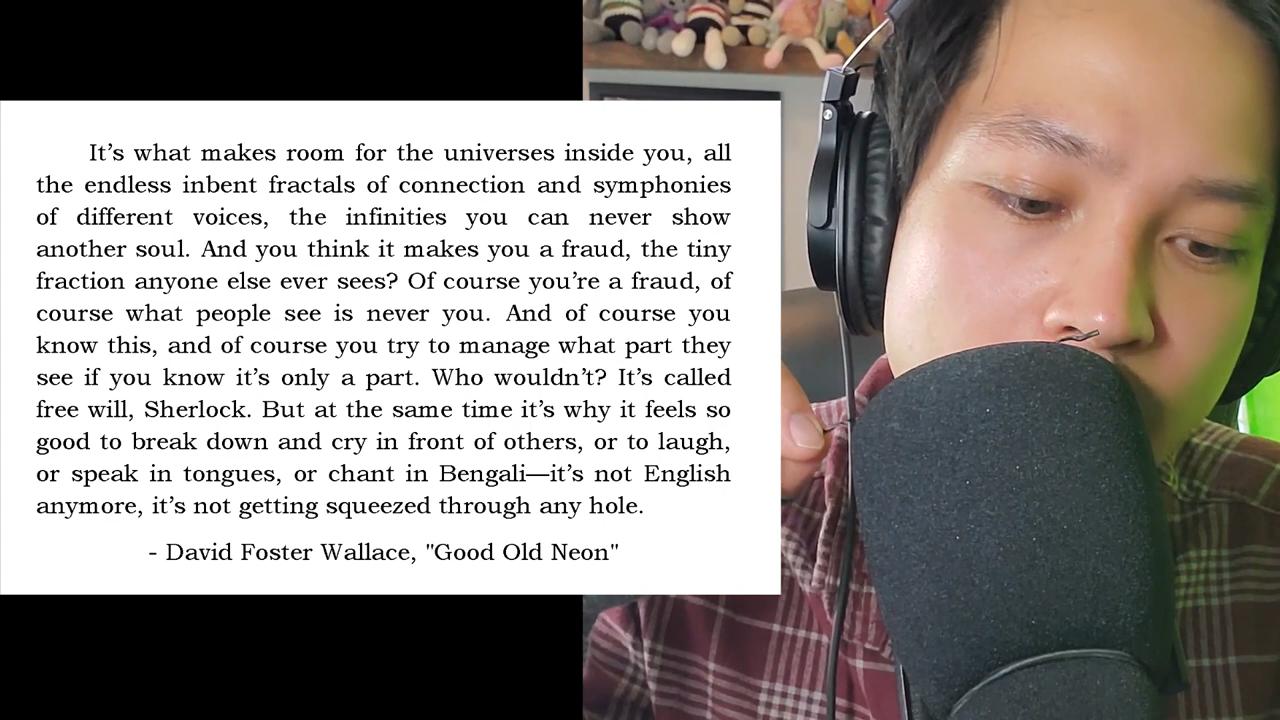 It’s what makes room for the universes inside you, all
the endless inbent fractals of connection and symphonies
of different voices, the infinities you can never show
another soul. And you think it makes you a fraud, the tiny
fraction anyone else ever sees? Of course you’re a fraud, of
course what people see is never you. And of course you
know this, and of course you try to manage what part they
see if you know it’s only a part. Who wouldn’t? It’s called
free will, Sherlock. But at the same time it’s why it feels so
good to break down and cry in front of others, or to laugh,
or speak in tongues, or chant in Bengali—it’s not English
anymore, it’s not getting squeezed through any hole.
- David Foster Wallace, "Good Old Neon"